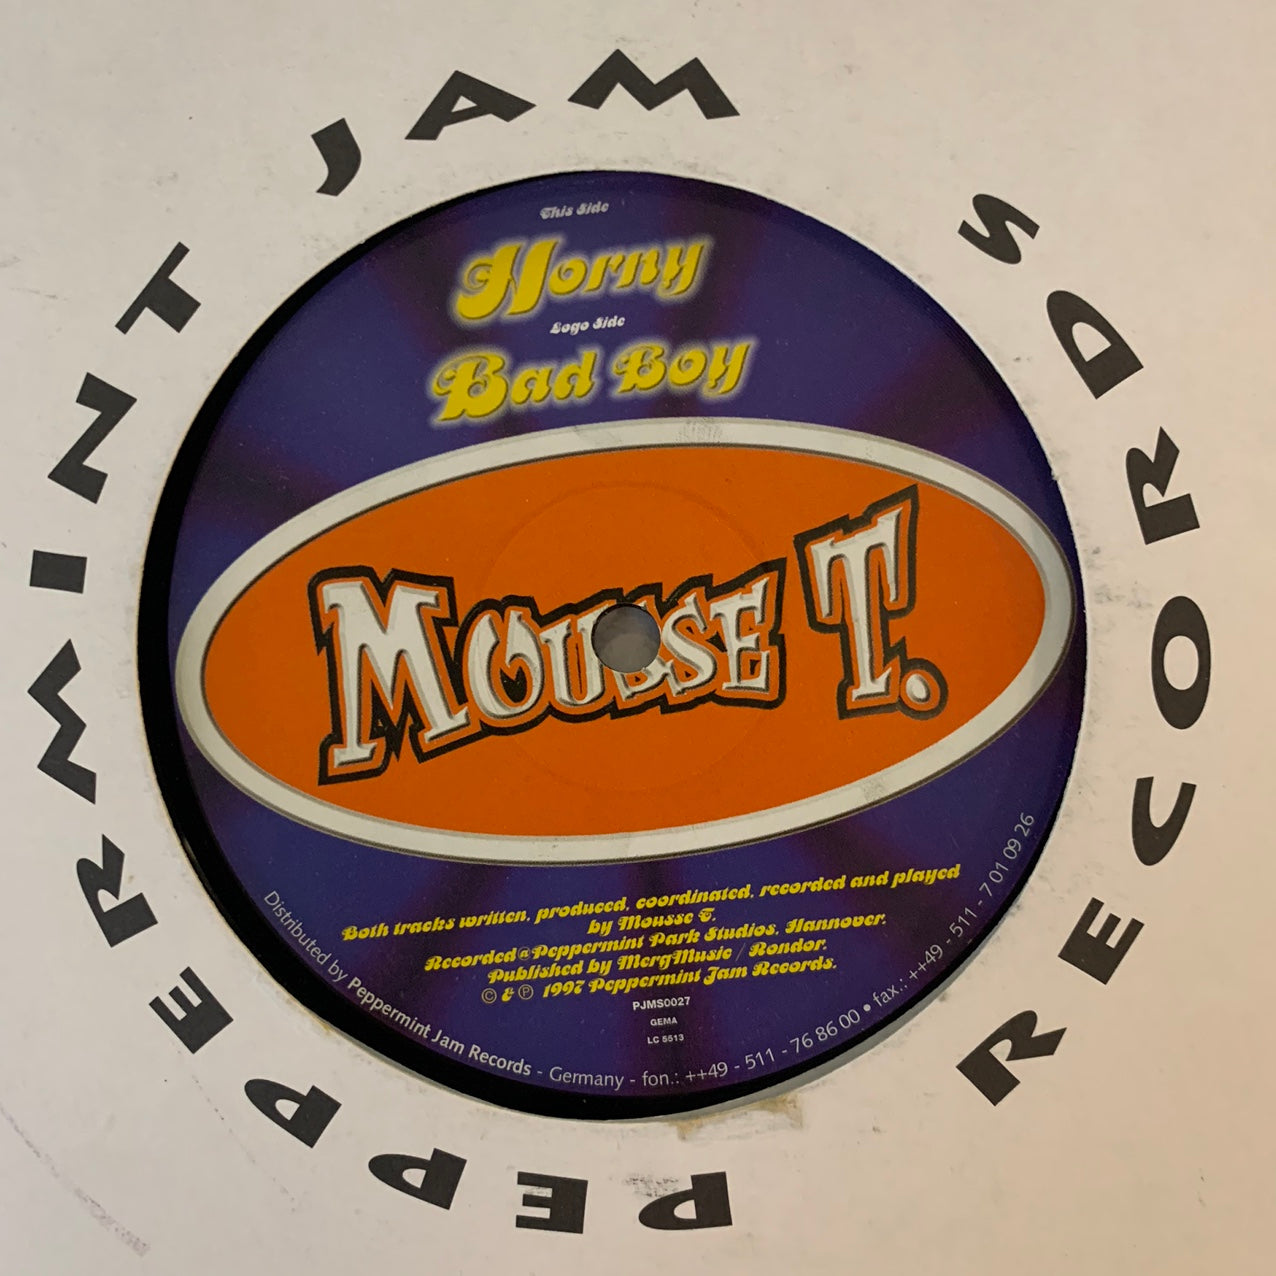 PEPPERMINT JAM RECORDS
This Side
Horny
Logo Side
Bad Boy
MOUSSE T.
Both tracks written, produced, coordinated, recorded and played
by Mousse T.
Recorded@Peppermint Park Studios, Hannover.
Published by MergMusic / Rondor.
© & ℗ 1997 Peppermint Jam Records.
PJMS0027
GEMA
LC 5513
Distributed by Peppermint Jam Records - Germany - fon.: ++49 - 511 - 76 86 00 • fax.: ++49 - 511 - 7 01 09 26